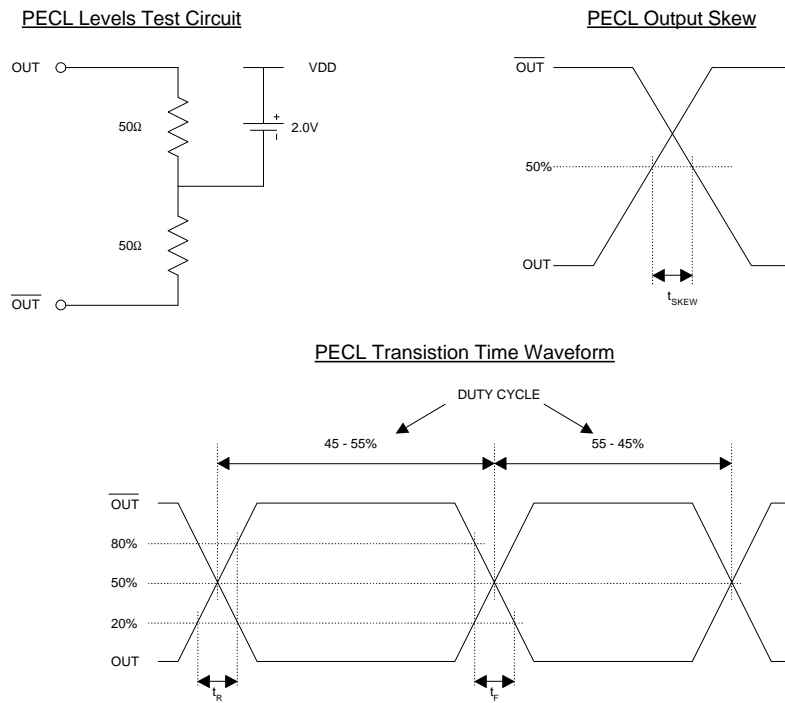 PECL Levels Test Circuit
OUT
VDD
50Ω
+
2.0V
50Ω
OUT
PECL Output Skew
OUT
50%
OUT
tSKEW
PECL Transistion Time Waveform
DUTY CYCLE
45 - 55%
55 - 45%
OUT
80%
50%
20%
OUT
tR
tF